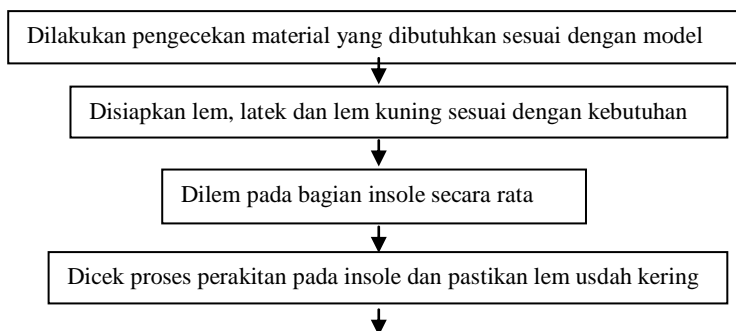 Dilakukan pengecekan material yang dibutuhkan sesuai dengan model
Disiapkan lem, latek dan lem kuning sesuai dengan kebutuhan
Dilem pada bagian insole secara rata
Dicek proses perakitan pada insole dan pastikan lem usdah kering